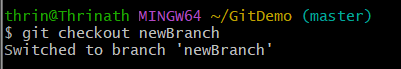 thrin@Thrinath MINGW64 ~/GitDemo (master)
$ git checkout newBranch
Switched to branch 'newBranch'